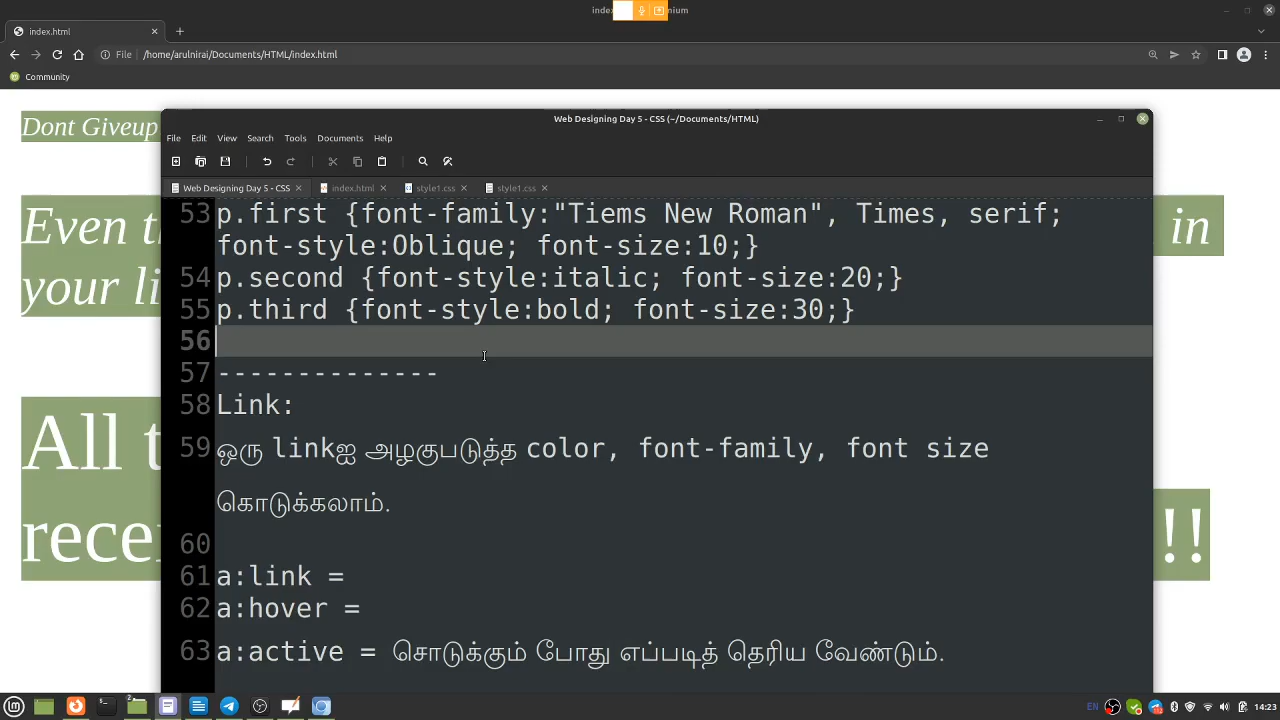 index
nium
index.html
File
/home/arulniraj/Documents/HTML/index.html
Community
Dont Giveup
Even t
in
your li
All t
rece
!!
Web Designing Day 5 - CSS (~/Documents/HTML)
File Edit View Search Tools Documents Help
Web Designing Day 5 - CSS
index.html
style1.css
style1.css
53 p.first {font-family:"Tiems New Roman", Times, serif;
font-style:Oblique; font-size:10;}
54 p.second {font-style:italic; font-size:20;}
55 p.third {font-style:bold; font-size:30;}
56
57 --------------
58 Link:
59 ஒரு linkஐ அழகுபடுத்த color, font-family, font size
கொடுக்கலாம்.
60
61 a:link =
62 a:hover =
63 a:active = சொடுக்கும் போது எப்படித் தெரிய வேண்டும்.
EN
14:23